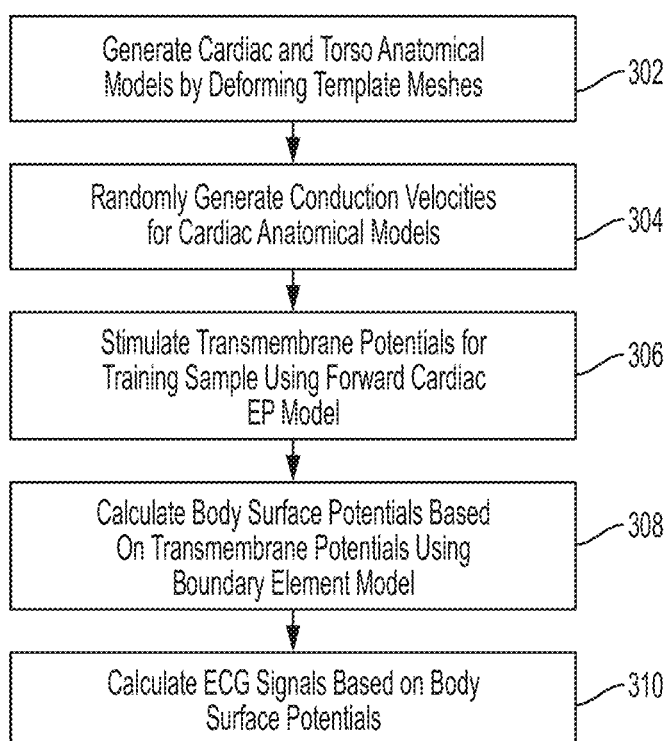 Generate Cardiac and Torso Anatomical
Models by Deforming Template Meshes
302
Randomly Generate Conduction Velocities
for Cardiac Anatomical Models
304
Stimulate Transmembrane Potentials for
Training Sample Using Forward Cardiac
EP Model
306
Calculate Body Surface Potentials Based
On Transmembrane Potentials Using
Boundary Element Model
308
Calculate ECG Signals Based on Body
Surface Potentials
310